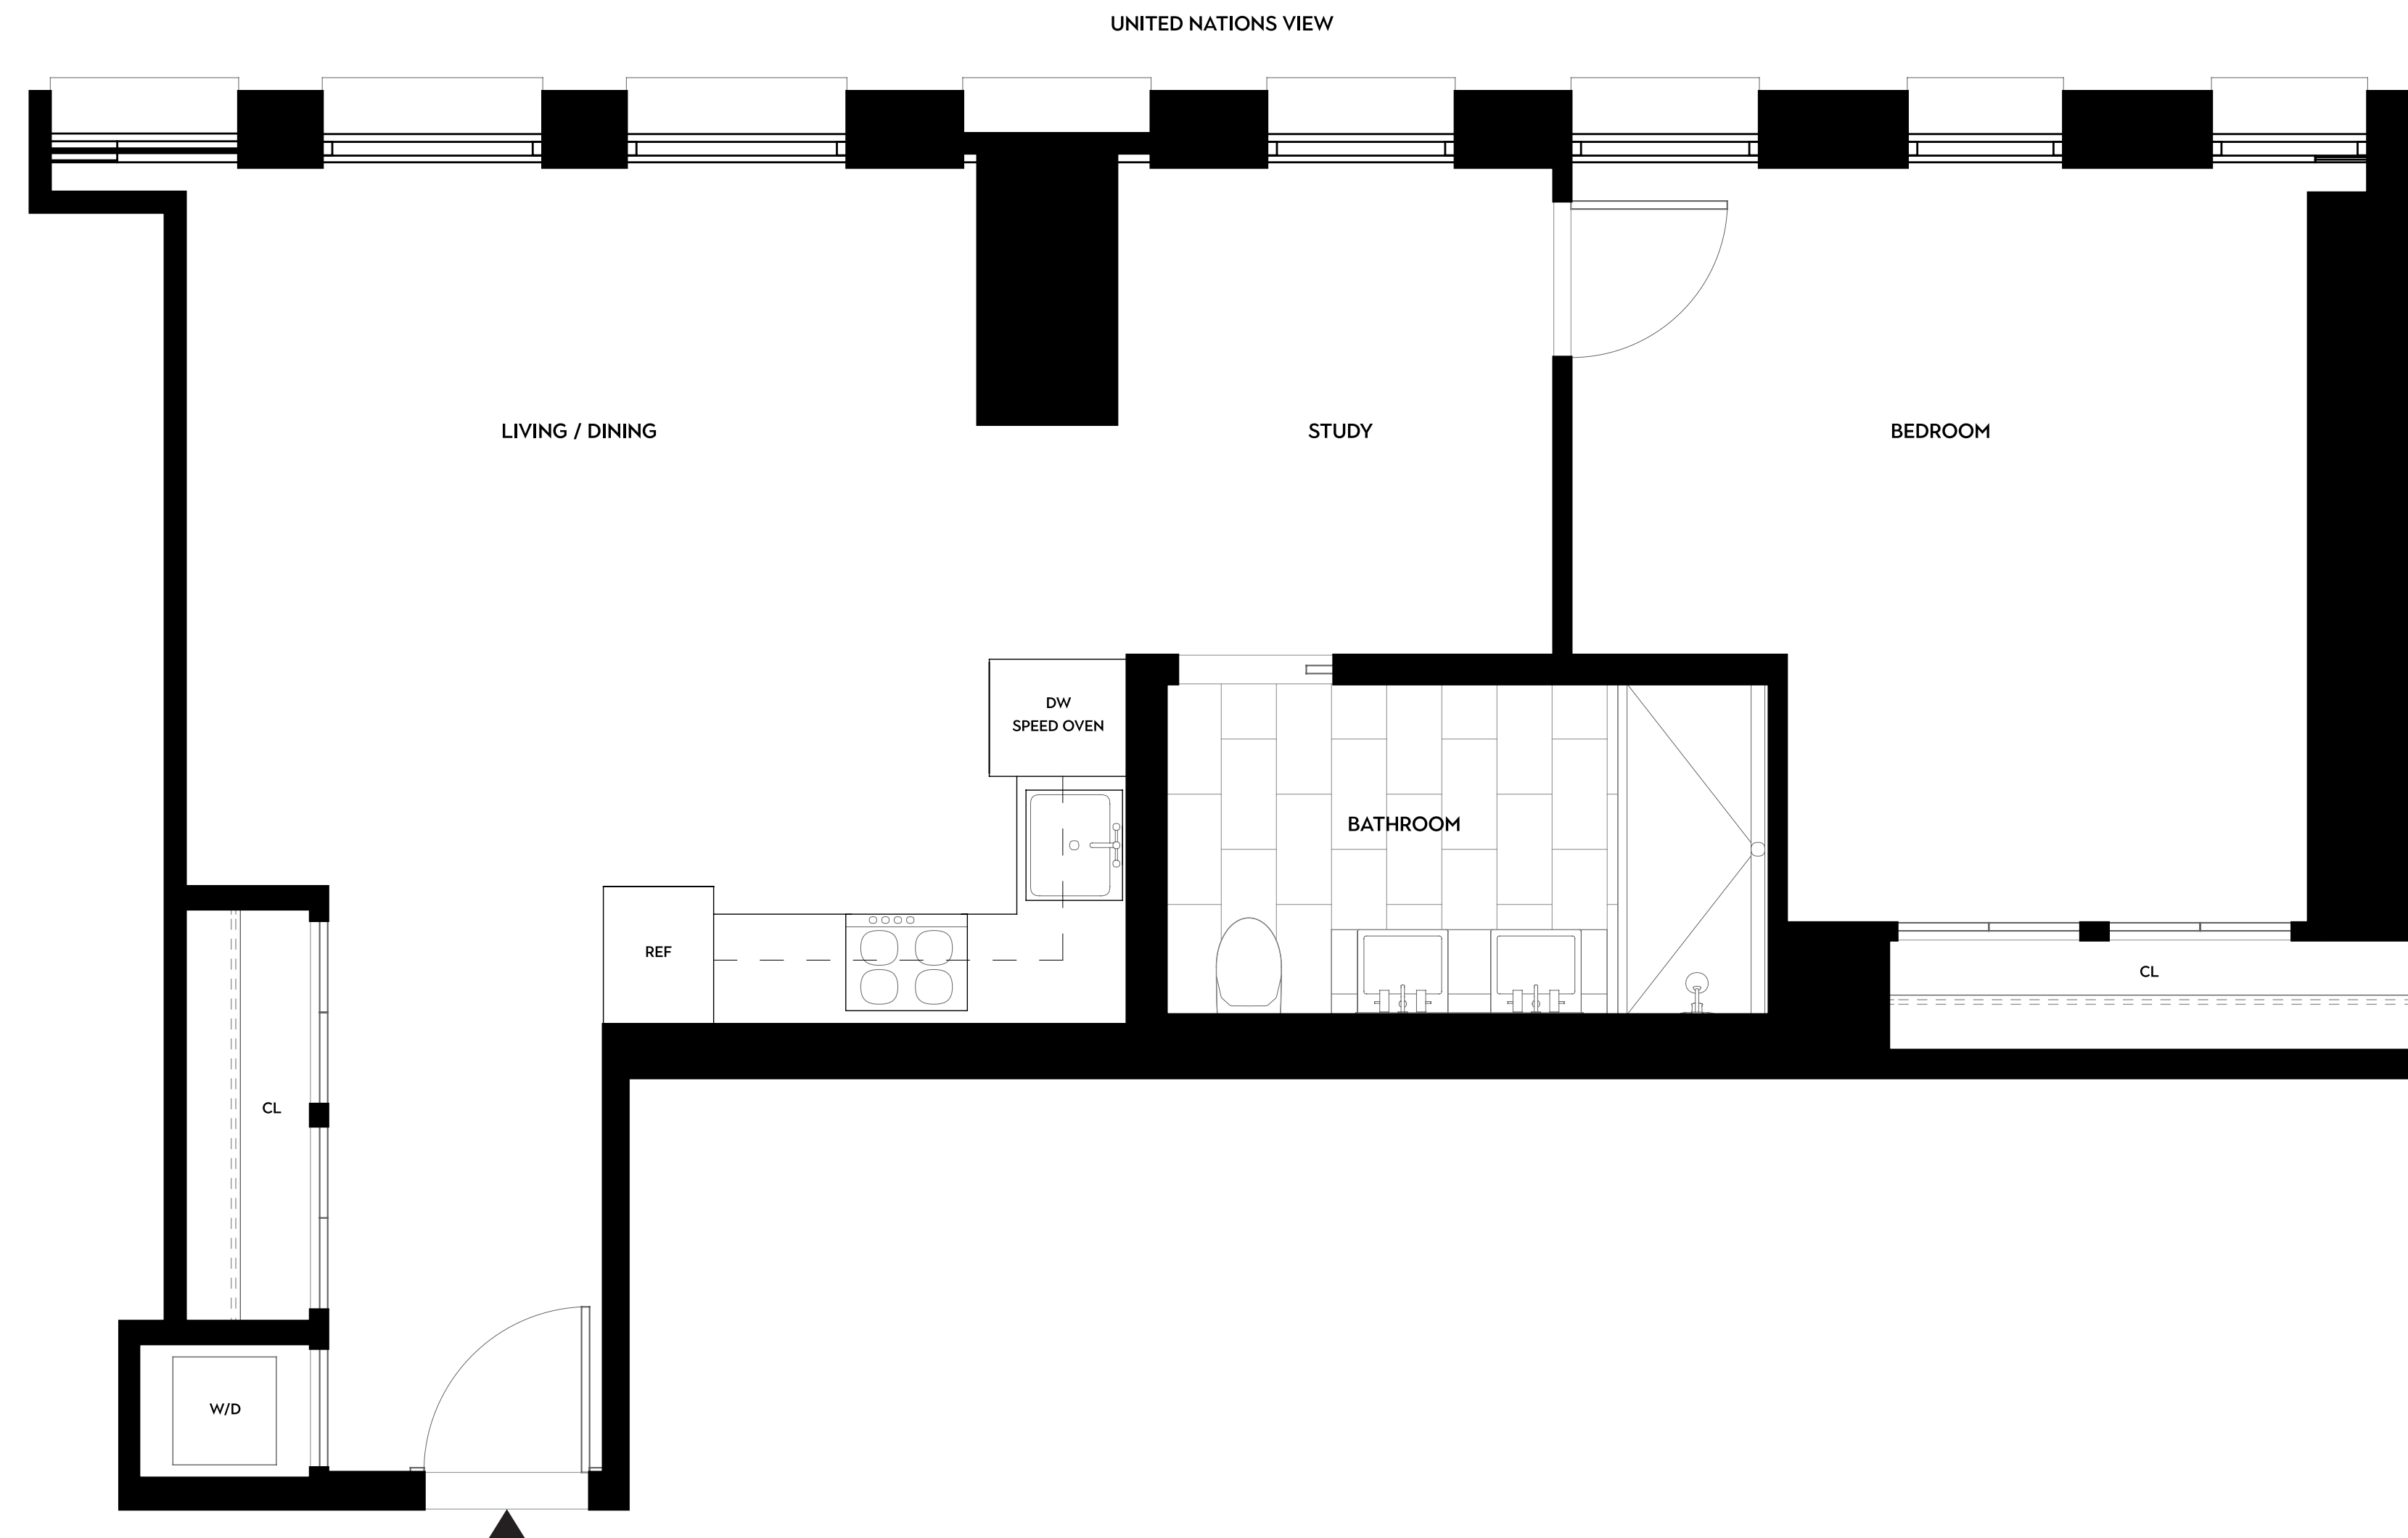 UNITED NATIONS VIEW
LIVING / DINING
STUDY
BEDROOM
DW
SPEED OVEN
BATHROOM
REF
CL
CL
W/D